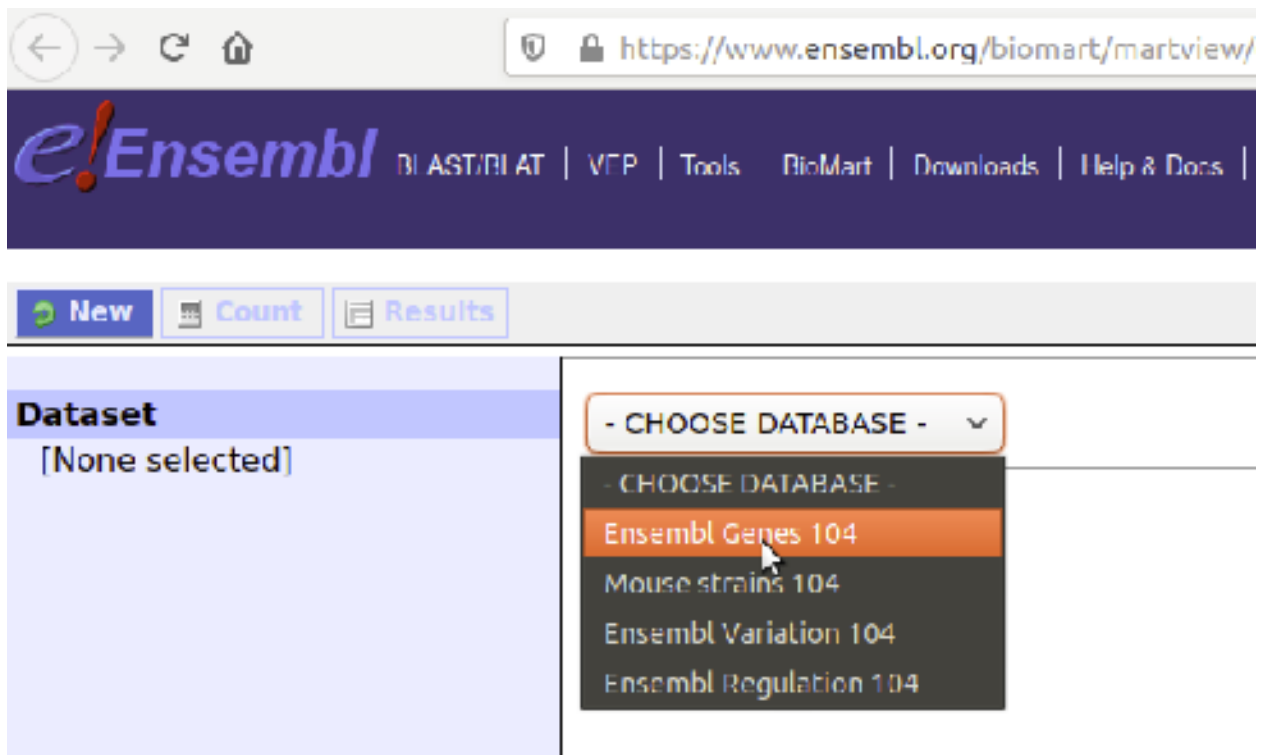 https://www.ensembl.org/biomart/martview/
e!Ensembl BLAST/BLAT | VEP | Tools BioMart | Downloads | Help & Docs |
New Count Results
Dataset
[None selected]
- CHOOSE DATABASE -
- CHOOSE DATABASE -
Ensembl Genes 104
Mouse strains 104
Ensembl Variation 104
Ensembl Regulation 104